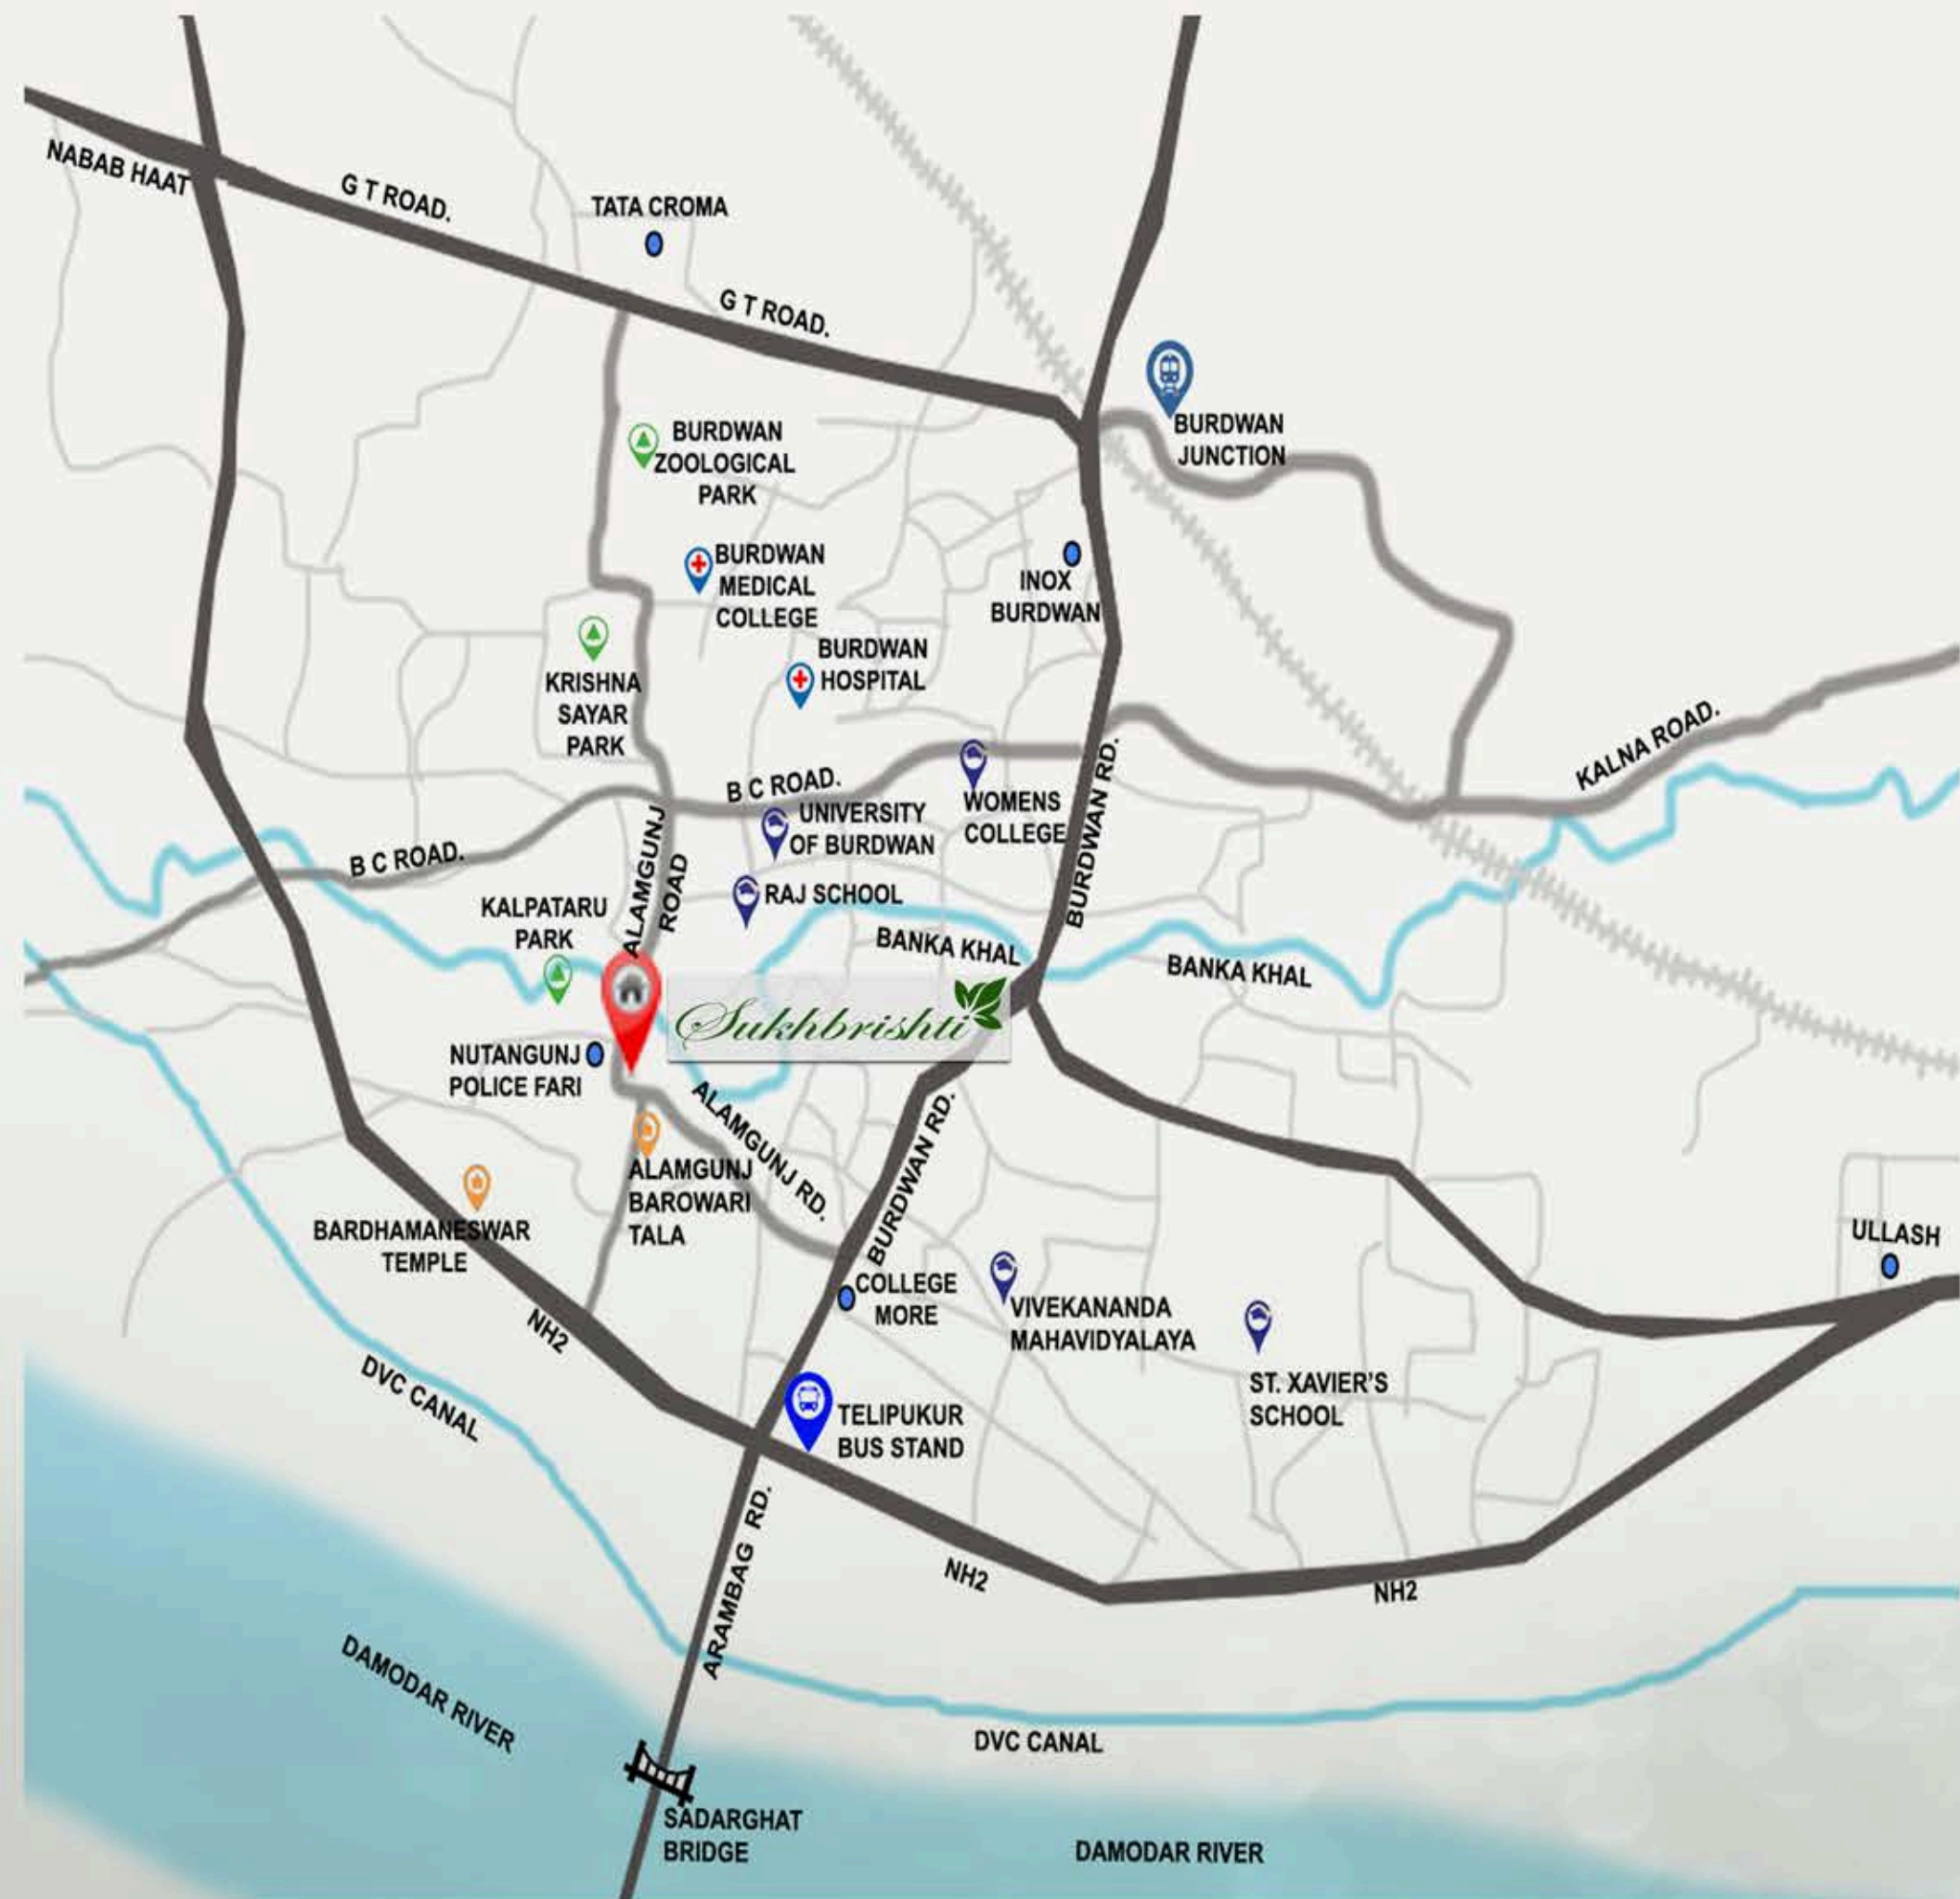 NABAB HAAT
G T ROAD.
TATA CROMA
G T ROAD.
BURDWAN
JUNCTION
BURDWAN
ZOOLOGICAL
PARK
BURDWAN
MEDICAL
COLLEGE
INOX
BURDWAN
BURDWAN
HOSPITAL
KRISHNA
SAYAR
PARK
KALNA ROAD.
B C ROAD.
WOMENS
COLLEGE
BURDWAN RD.
UNIVERSITY
OF BURDWAN
B C ROAD.
ALAMGUNJ
ROAD
RAJ SCHOOL
KALPATARU
PARK
BANKA KHAL
BANKA KHAL
Sukhbrishti
NUTANGUNJ
POLICE FARI
ALAMGUNJ RD.
BURDWAN RD.
ALAMGUNJ
BAROWARI
TALA
BARDHAMANESWAR
TEMPLE
ULLASH
COLLEGE
MORE
VIVEKANANDA
MAHAVIDYALAYA
NH2
ST. XAVIER'S
SCHOOL
DVC CANAL
TELIPUKUR
BUS STAND
ARAMBAG RD.
NH2
NH2
DAMODAR RIVER
DVC CANAL
SADARGHAT
BRIDGE
DAMODAR RIVER